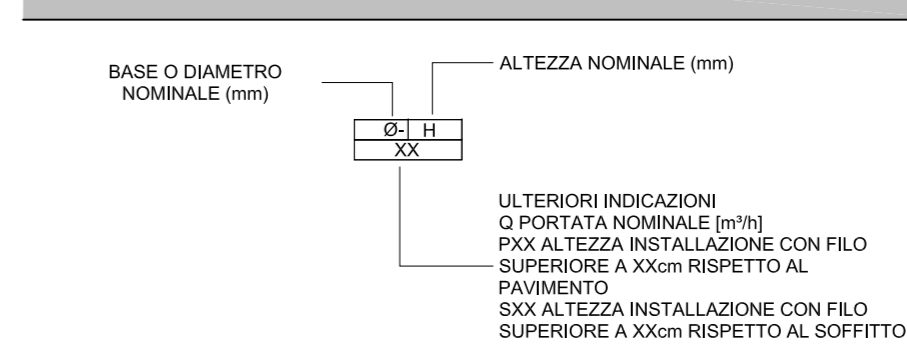 BASE O DIAMETRO
NOMINALE (mm)
ALTEZZA NOMINALE (mm)
Ø- H
XX
ULTERIORI INDICAZIONI
Q PORTATA NOMINALE [m³/h]
PXX ALTEZZA INSTALLAZIONE CON FILO
SUPERIORE A XXcm RISPETTO AL
PAVIMENTO
SXX ALTEZZA INSTALLAZIONE CON FILO
SUPERIORE A XXcm RISPETTO AL SOFFITTO